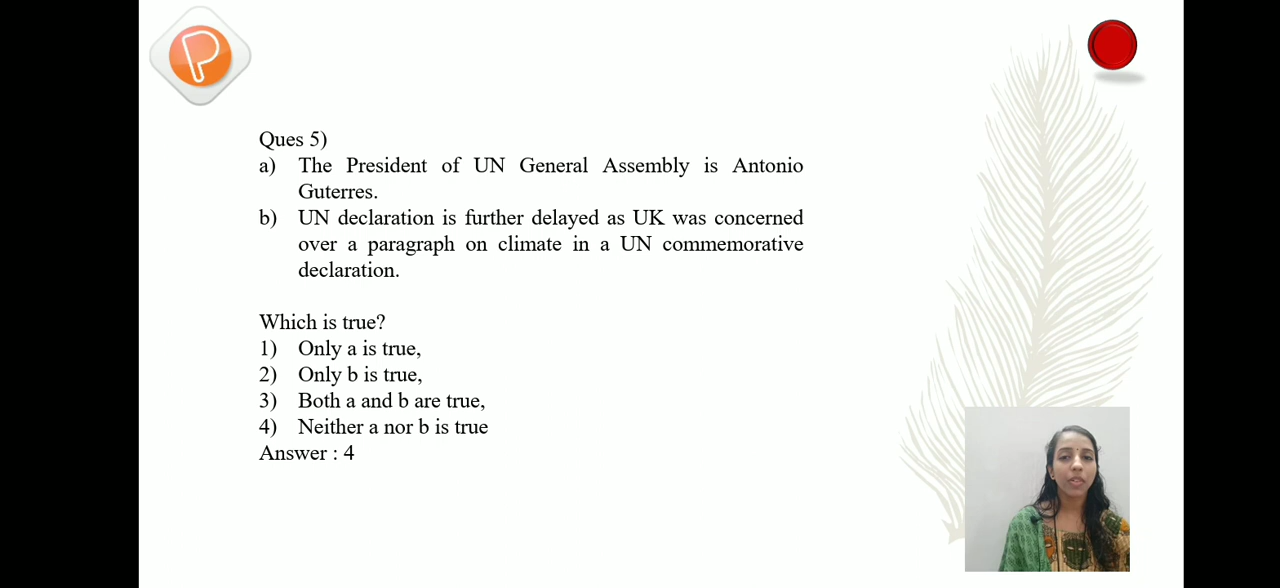 P
Ques 5)
a) The President of UN General Assembly is Antonio
Guterres.
b) UN declaration is further delayed as UK was concerned
over a paragraph on climate in a UN commemorative
declaration.
Which is true?
1) Only a is true,
2) Only b is true,
3) Both a and b are true,
4) Neither a nor b is true
Answer : 4